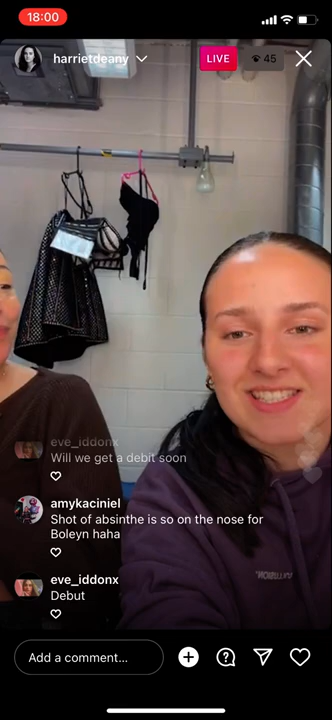 18:00
harrietdeany
LIVE
45
eve_iddonx
Will we get a debit soon
amykaciniel
Shot of absinthe is so on the nose for
Boleyn haha
eve_iddonx
Debut
Add a comment...